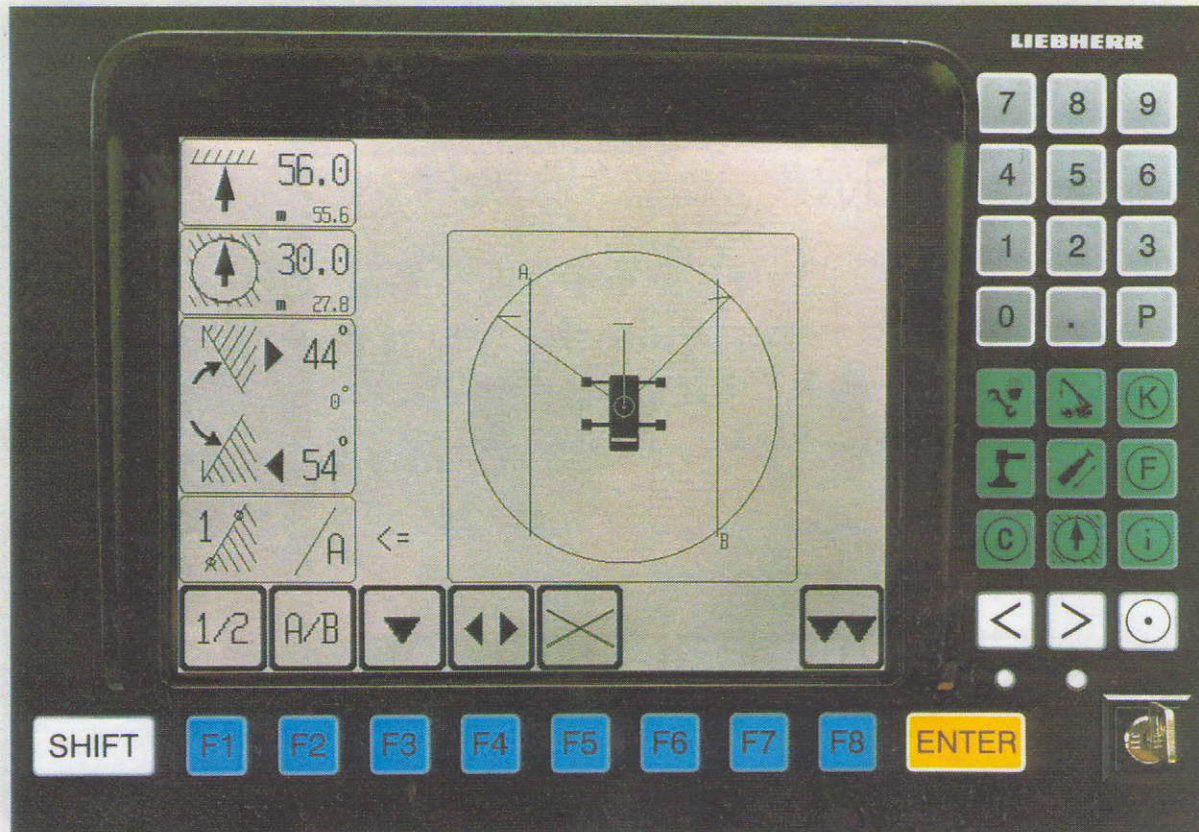 LIEBHERR
7 8 9
4 5 6
1 2 3
0 . P
K
F
C i
< >
56.0
m 55.6
30.0
m 27.8
44°
0°
54°
1 A
<=
A
B
1/2 A/B
SHIFT F1 F2 F3 F4 F5 F6 F7 F8 ENTER